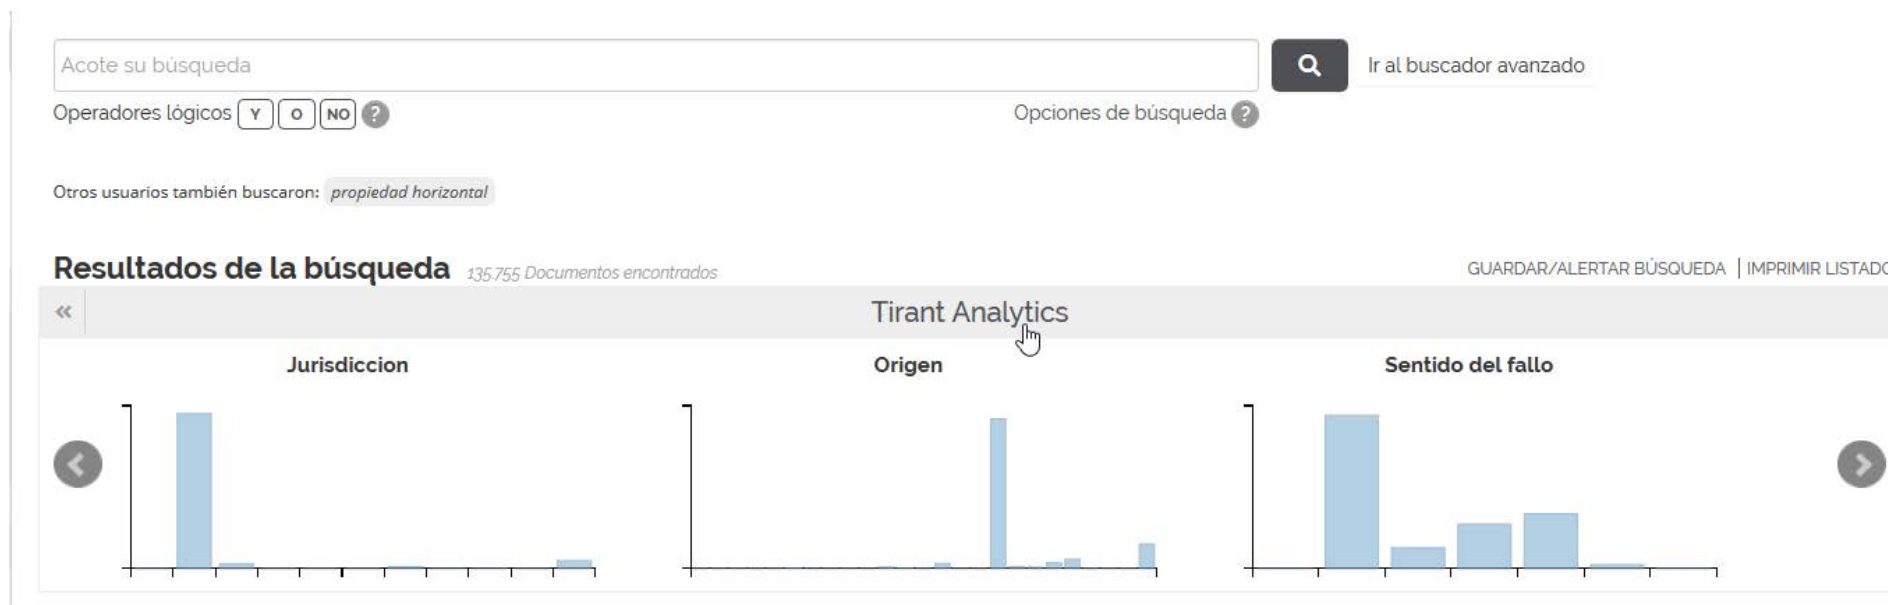 Acote su búsqueda
Ir al buscador avanzado
Operadores lógicos Y O NO ?
Opciones de búsqueda ?
Otros usuarios también buscaron: propiedad horizontal
Resultados de la búsqueda 135.755 Documentos encontrados
GUARDAR/ALERTAR BÚSQUEDA | IMPRIMIR LISTADO
Tirant Analytics
Jurisdiccion
Origen
Sentido del fallo